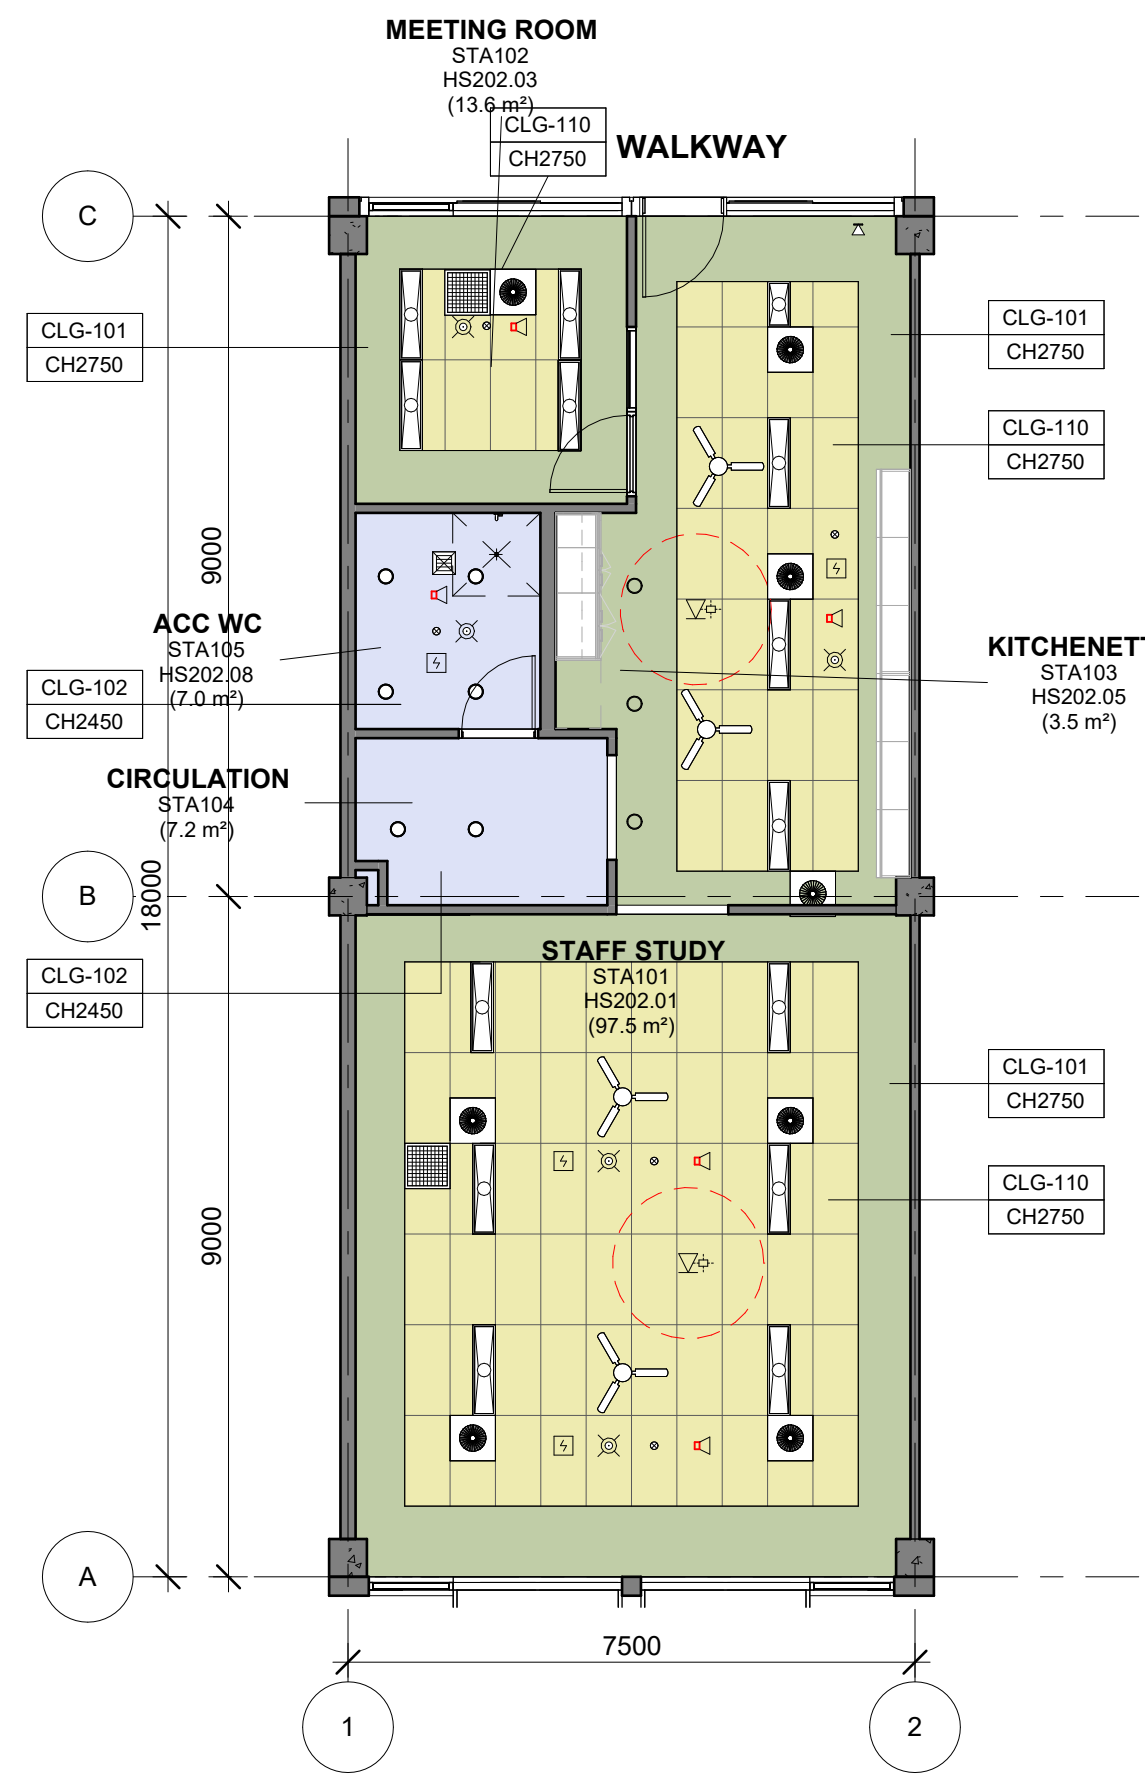 MEETING ROOM
STA102
HS202.03
(13.6 m²)
CLG-110
CH2750
WALKWAY
C
CLG-101
CH2750
CLG-101
CH2750
CLG-110
CH2750
9000
ACC WC
STA105
HS202.08
(7.0 m²)
CLG-102
CH2450
KITCHENETT
STA103
HS202.05
(3.5 m²)
CIRCULATION
STA104
(7.2 m²)
B
18000
CLG-102
CH2450
STAFF STUDY
STA101
HS202.01
(97.5 m²)
CLG-101
CH2750
CLG-110
CH2750
9000
A
7500
1
2